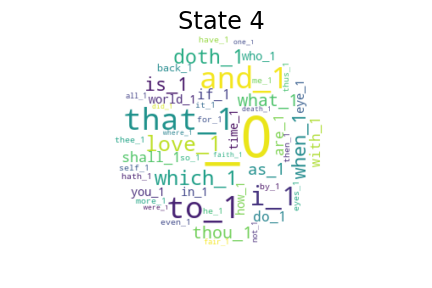 State 4
have_1 one_1
doth_1 who_1
back_1 and_1 me_1 thus_1
is_1 if_1 what_1 eye_1
all_1 world_1 it_1
did_1 that_1 for_1 death_1
thee_1 where_1 love_1 time_1 are_1 when_1 then_1 with_1
shall_1 so_1 faith_1 _0
self_1 which_1 as_1
hath_1 you_1 in_1 by_1 i_1 eyes_1
more_1 to_1 he_1 how_1
were_1 do_1
even_1 thou_1 not_1
fair_1